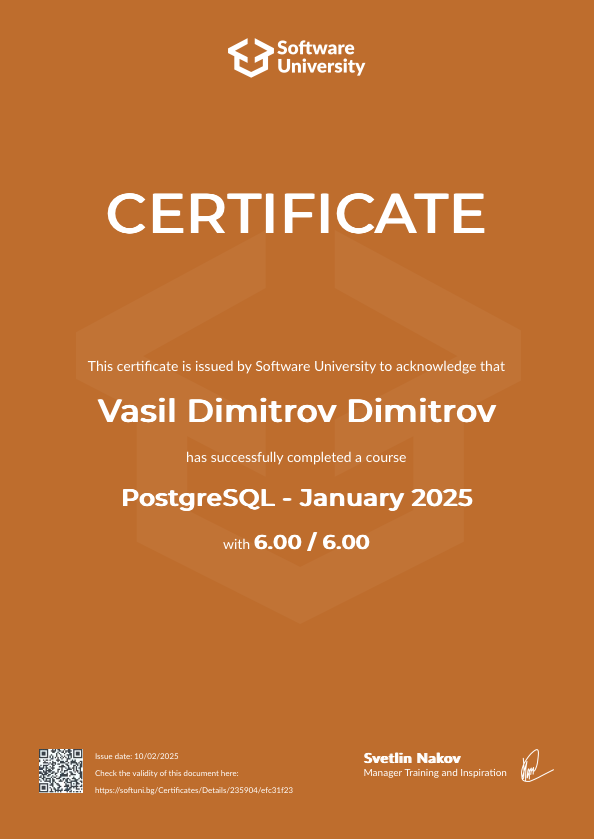 Software
University
CERTIFICATE
This certificate is issued by Software University to acknowledge that
Vasil Dimitrov Dimitrov
has successfully completed a course
PostgreSQL - January 2025
with 6.00 / 6.00
Issue date: 10/02/2025
Check the validity of this document here:
https://softuni.bg/Certificates/Details/235904/efc31f23
Svetlin Nakov
Manager Training and Inspiration